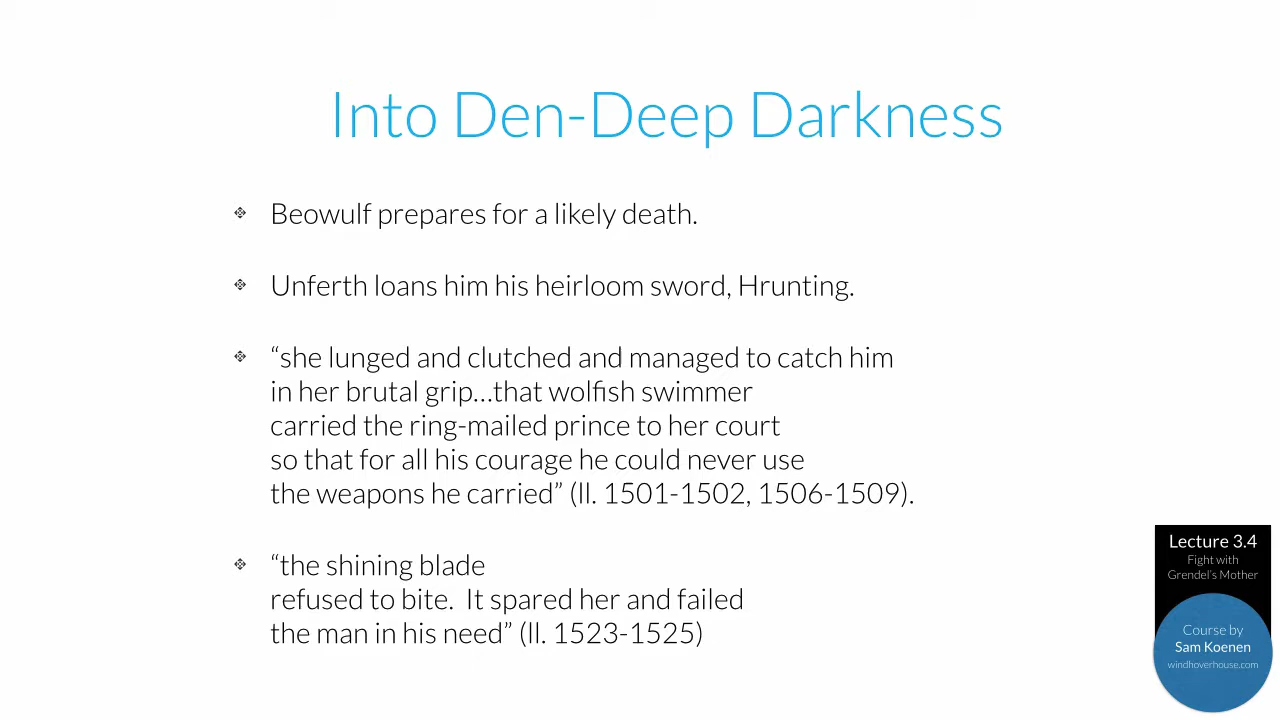 Into Den-Deep Darkness
Beowulf prepares for a likely death.
Unferth loans him his heirloom sword, Hrunting.
“she lunged and clutched and managed to catch him
in her brutal grip…that wolfish swimmer
carried the ring-mailed prince to her court
so that for all his courage he could never use
the weapons he carried” (ll. 1501-1502, 1506-1509).
“the shining blade
refused to bite.  It spared her and failed
the man in his need” (ll. 1523-1525)
Lecture 3.4
Fight with
Grendel’s Mother
Course by
Sam Koenen
windhoverhouse.com